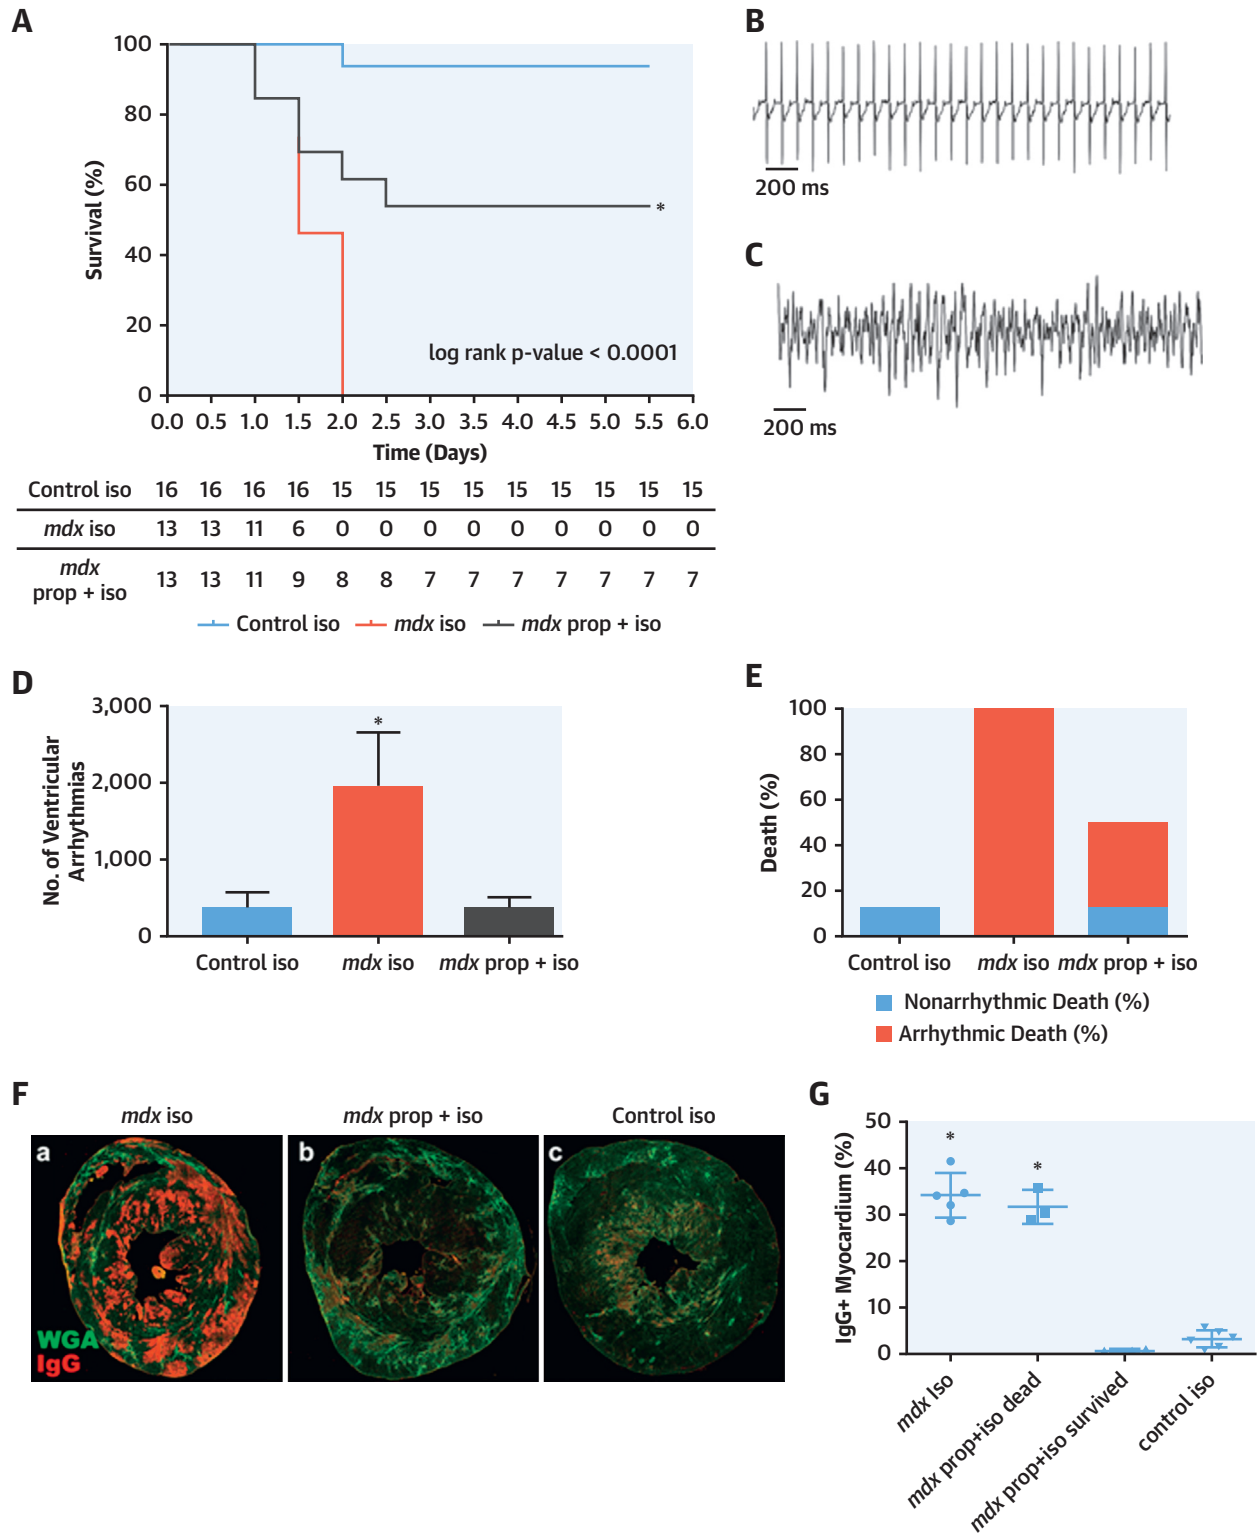 A
100
80
60
40
20
0
Survival (%)
*
log rank p-value < 0.0001
0.0 0.5 1.0 1.5 2.0 2.5 3.0 3.5 4.0 4.5 5.0 5.5 6.0
Time (Days)
Control iso 16 16 16 16 15 15 15 15 15 15 15 15 15
mdx iso 13 13 11 6 0 0 0 0 0 0 0 0 0
mdx
prop + iso 13 13 11 9 8 8 7 7 7 7 7 7 7
Control iso mdx iso mdx prop + iso
B
200 ms
C
200 ms
D
3,000
2,000
1,000
0
No. of Ventricular
Arrhythmias
*
Control iso mdx iso mdx prop + iso
E
100
80
60
40
20
0
Death (%)
Control iso mdx iso mdx prop + iso
Nonarrhythmic Death (%)
Arrhythmic Death (%)
F
mdx iso mdx prop + iso Control iso
a b c
WGA
IgG
G
50
40
30
20
10
0
IgG+ Myocardium (%)
* *
mdx Iso
mdx prop+iso dead
mdx prop+iso survived
control iso